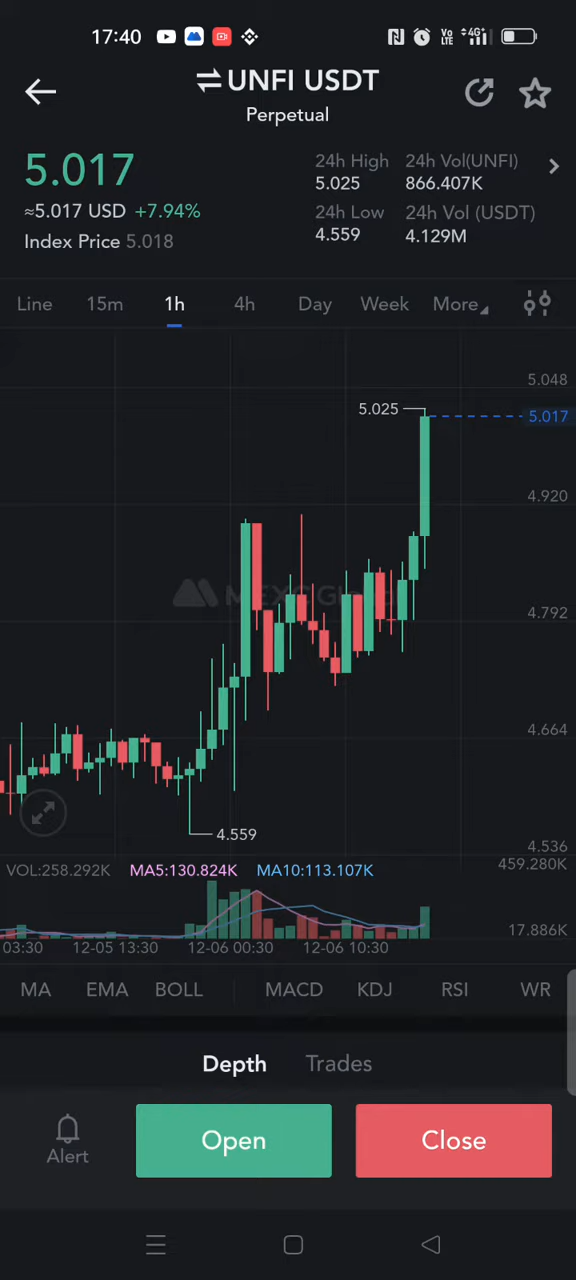 17:40
VoLTE 4G+
UNFI USDT
Perpetual
5.017
≈5.017 USD +7.94%
Index Price 5.018
24h High 24h Vol(UNFI)
5.025 866.407K
24h Low 24h Vol (USDT)
4.559 4.129M
Line 15m 1h 4h Day Week More
5.048
5.025
5.017
4.920
4.792
4.664
4.559
4.536
VOL:258.292K MA5:130.824K MA10:113.107K 459.280K
17.886K
03:30 12-05 13:30 12-06 00:30 12-06 10:30
MA EMA BOLL MACD KDJ RSI WR
Depth Trades
Alert Open Close